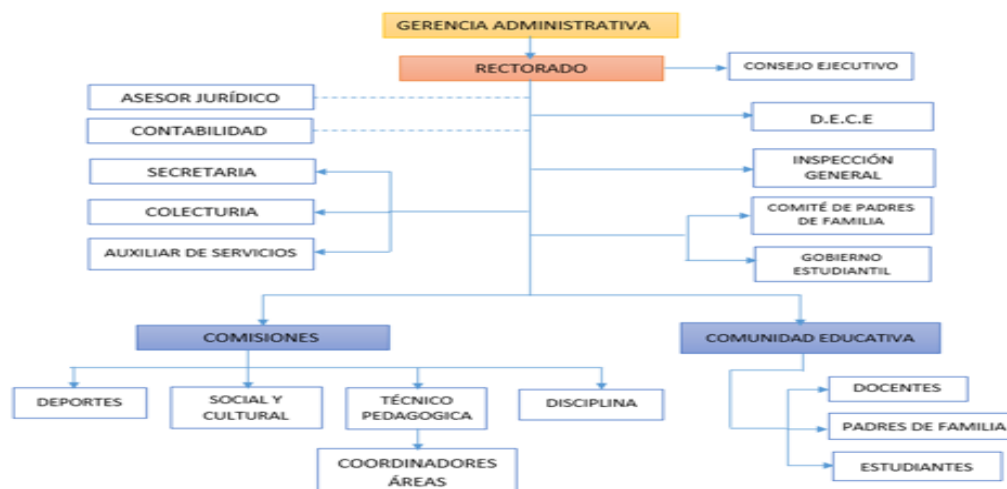 GERENCIA ADMINISTRATIVA
RECTORADO
CONSEJO EJECUTIVO
ASESOR JURÍDICO
CONTABILIDAD
D.E.C.E
SECRETARIA
INSPECCIÓN
GENERAL
COLECTURIA
COMITÉ DE PADRES
DE FAMILIA
AUXILIAR DE SERVICIOS
GOBIERNO
ESTUDIANTIL
COMISIONES
COMUNIDAD EDUCATIVA
DEPORTES
SOCIAL Y
CULTURAL
TÉCNICO
PEDAGOGICA
DISCIPLINA
COORDINADORES
ÁREAS
DOCENTES
PADRES DE FAMILIA
ESTUDIANTES